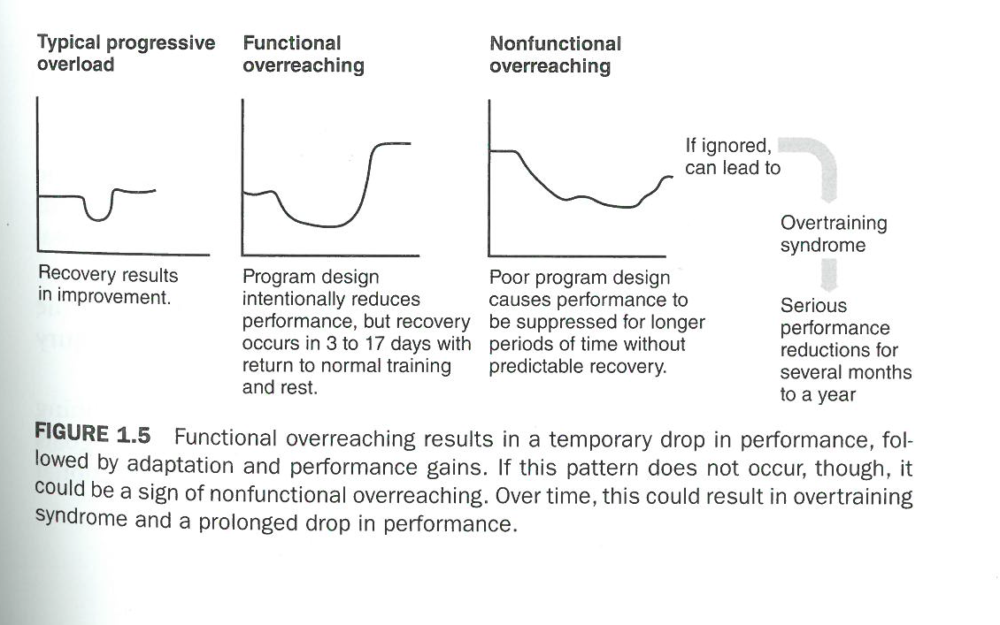 Typical progressive
overload
Functional
overreaching
Nonfunctional
overreaching
If ignored,
can lead to
Overtraining
syndrome
Serious
performance
reductions for
several months
to a year
Recovery results
in improvement.
Program design
intentionally reduces
performance, but recovery
occurs in 3 to 17 days with
return to normal training
and rest.
Poor program design
causes performance to
be suppressed for longer
periods of time without
predictable recovery.
FIGURE 1.5 Functional overreaching results in a temporary drop in performance, fol-
lowed by adaptation and performance gains. If this pattern does not occur, though, it
could be a sign of nonfunctional overreaching. Over time, this could result in overtraining
syndrome and a prolonged drop in performance.